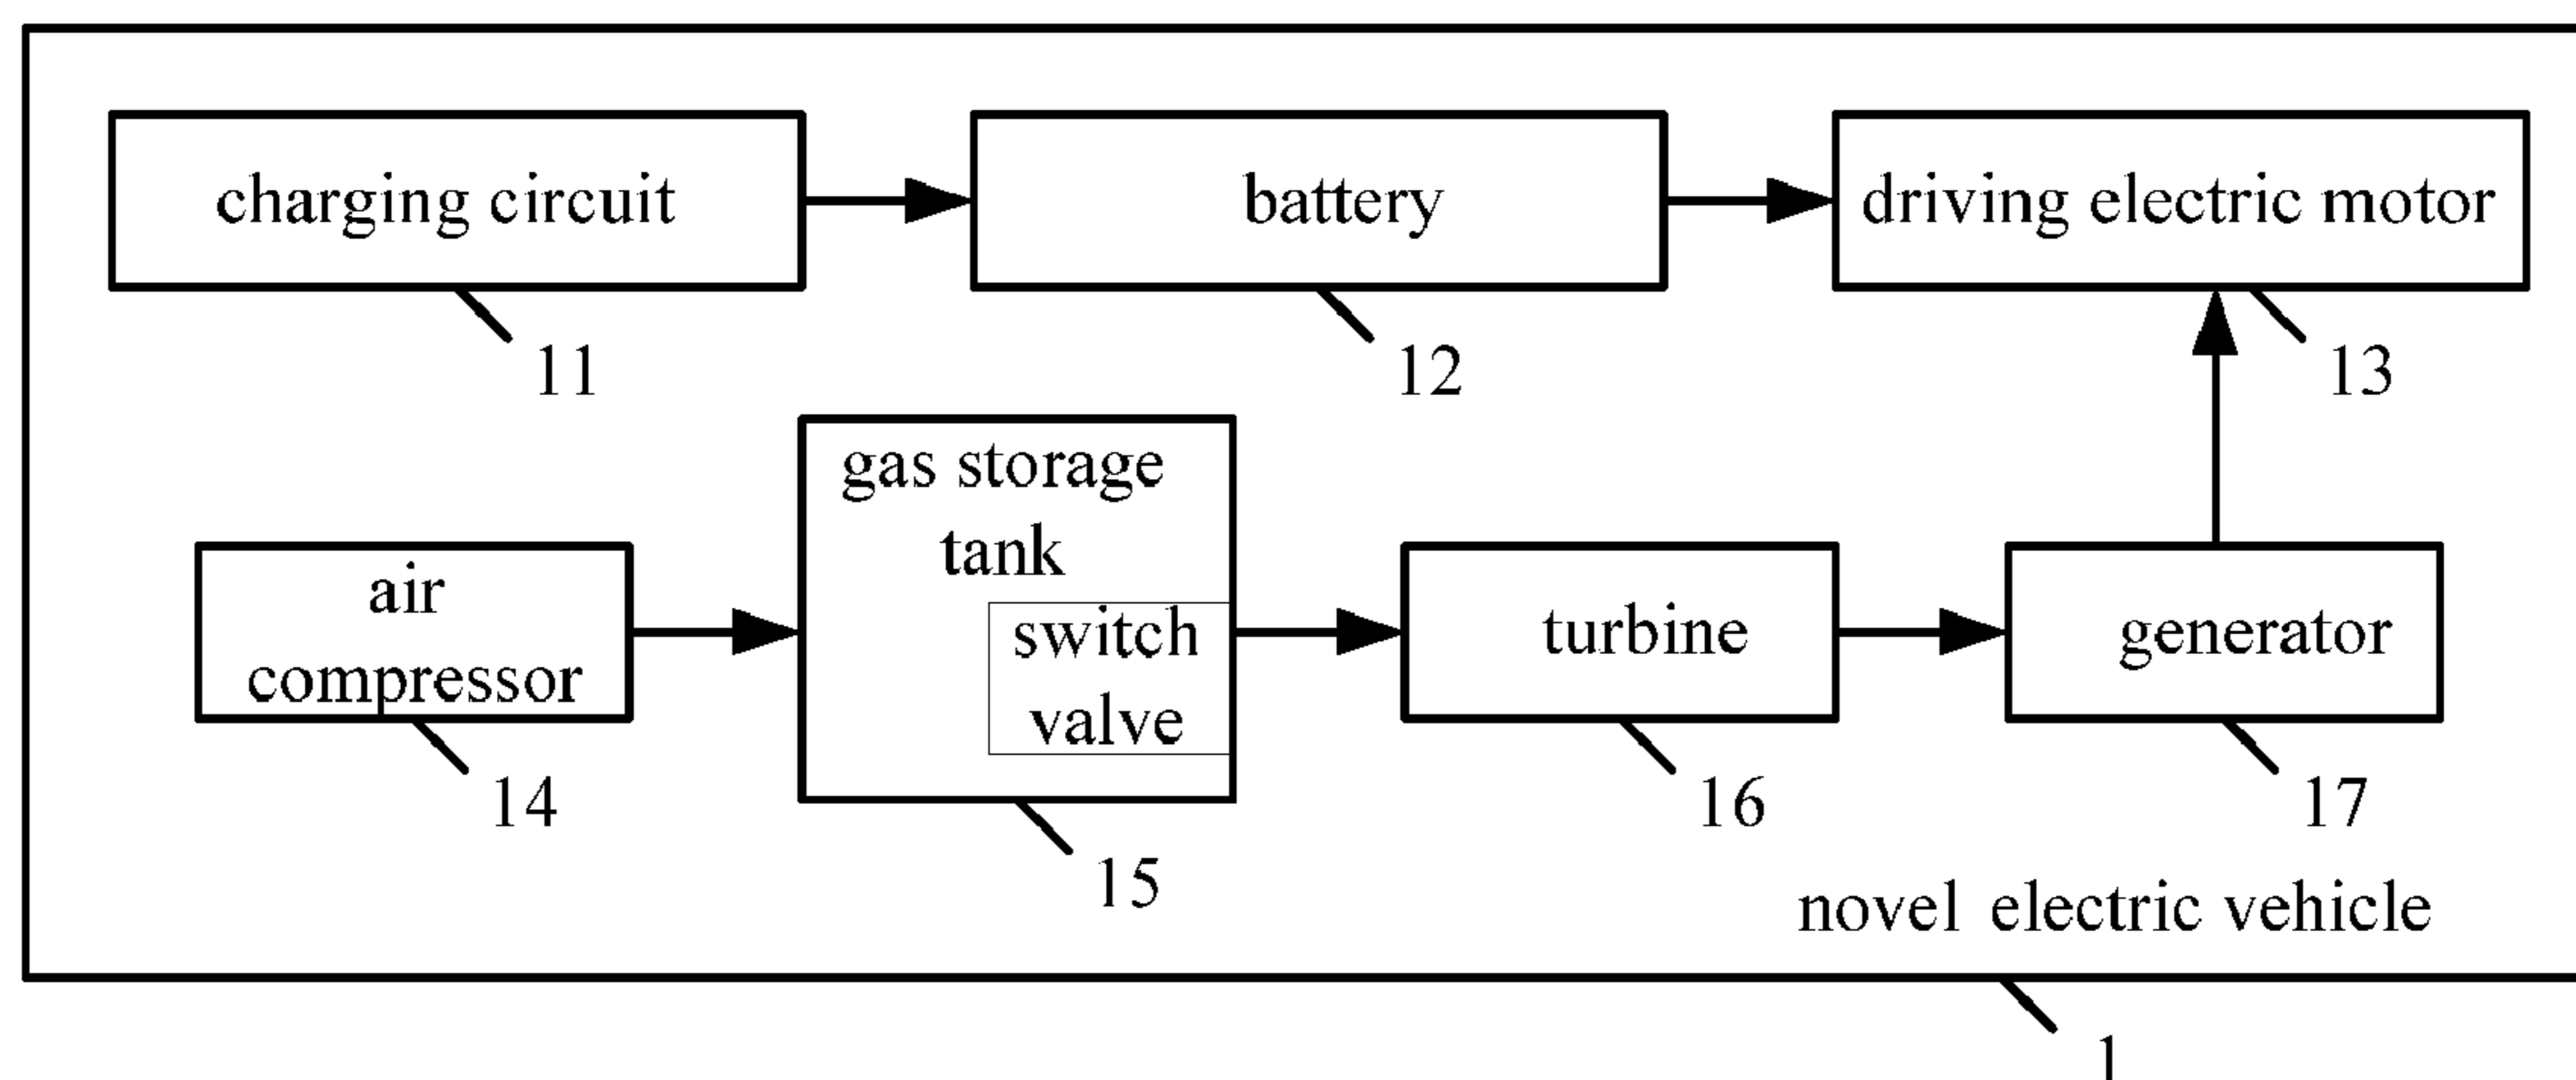 charging circuit
battery
driving electric motor
11
12
13
gas storage
tank
air
compressor
switch
valve
turbine
generator
14
15
16
17
novel electric vehicle
1